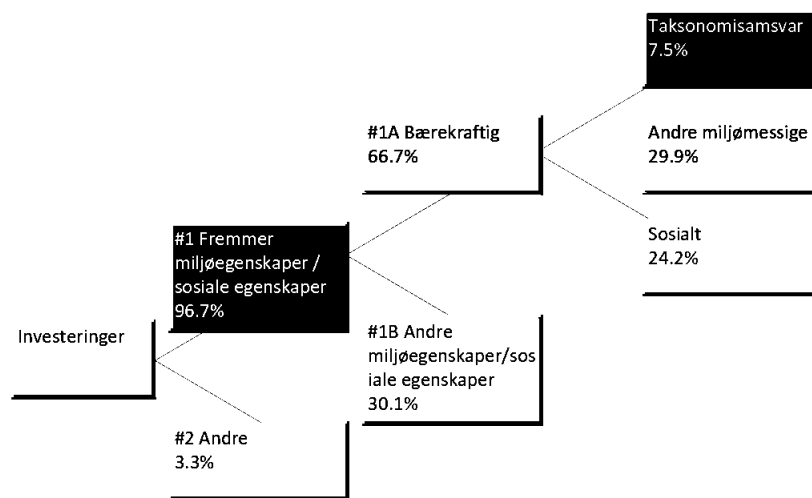 Investeringer
#1 Fremmer
miljøegenskaper /
sosiale egenskaper
96.7%
#2 Andre
3.3%
#1A Bærekraftig
66.7%
#1B Andre
miljøegenskaper/sos
iale egenskaper
30.1%
Taksonomisamsvar
7.5%
Andre miljømessige
29.9%
Sosialt
24.2%